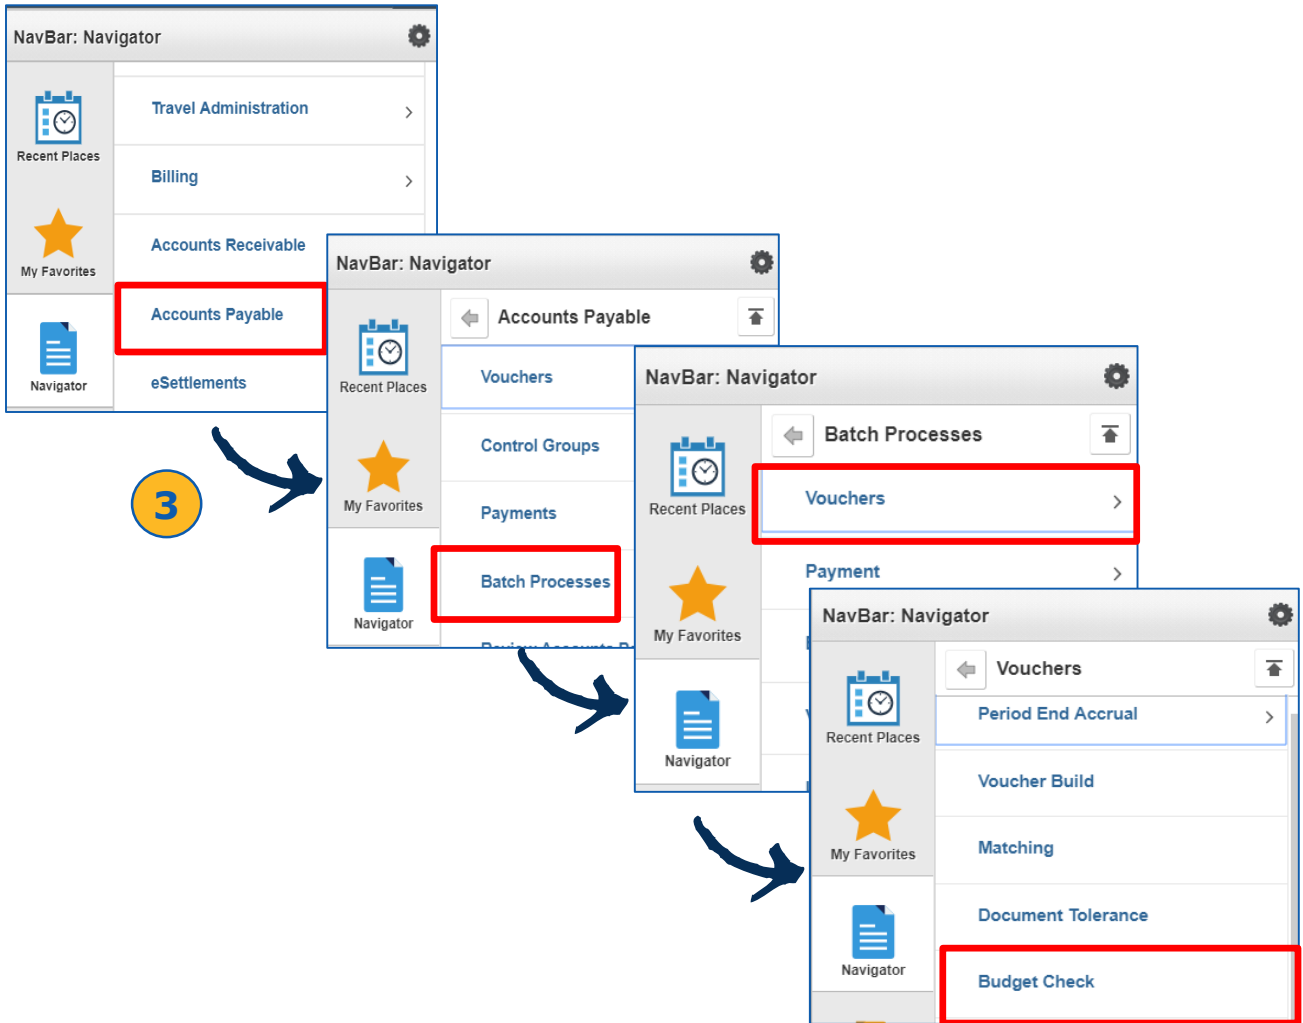 NavBar: Navigator
Recent Places
My Favorites
Navigator
Travel Administration
Billing
Accounts Receivable
Accounts Payable
eSettlements
3
NavBar: Navigator
Recent Places
My Favorites
Navigator
Accounts Payable
Vouchers
Control Groups
Payments
Batch Processes
NavBar: Navigator
Recent Places
My Favorites
Navigator
Batch Processes
Vouchers
Payment
NavBar: Navigator
Recent Places
My Favorites
Navigator
Vouchers
Period End Accrual
Voucher Build
Matching
Document Tolerance
Budget Check